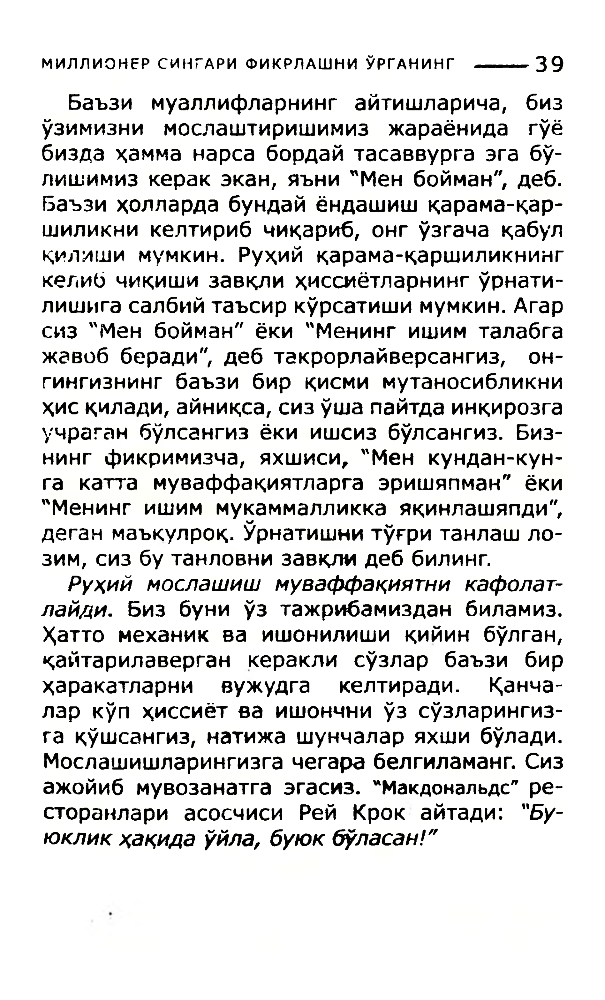 МИЛЛИОНЕР СИНГАРИ ФИКРЛАШНИ ЎРГАНИНГ —— 39
Баъзи муаллифларнинг айтишларича, биз
ўзимизни мослаштиришимиз жараёнида гўё
бизда ҳамма нарса бордай тасаввурга эга бў-
лишимиз керак экан, яъни "Мен бойман", деб.
Баъзи ҳолларда бундай ёндашиш қарама-қар-
шиликни келтириб чиқариб, онг ўзгача қабул
қилиши мумкин. Руҳий қарама-қаршиликнинг
келиб чиқиши завқли ҳиссиётларнинг ўрнати-
лишига салбий таъсир кўрсатиши мумкин. Агар
сиз "Мен бойман" ёки "Менинг ишим талабга
жавоб беради", деб такрорлайверсангиз, он-
гингизнинг баъзи бир қисми мутаносибликни
ҳис қилади, айниқса, сиз ўша пайтда инқирозга
учраган бўлсангиз ёки ишсиз бўлсангиз. Биз-
нинг фикримизча, яхшиси, "Мен кундан-кун-
га катта муваффақиятларга эришяпман" ёки
"Менинг ишим мукаммалликка яқинлашяпди",
деган маъқулроқ. Ўрнатишни тўғри танлаш ло-
зим, сиз бу танловни завқли деб билинг.
Руҳий мослашиш муваффақиятни кафолат-
лайди. Биз буни ўз тажрибамиздан биламиз.
Ҳатто механик ва ишонилиши қийин бўлган,
қайтарилаверган керакли сўзлар баъзи бир
ҳаракатларни вужудга келтиради. Қанча-
лар кўп ҳиссиёт ва ишончни ўз сўзларингиз-
га қўшсангиз, натижа шунчалар яхши бўлади.
Мослашишларингизга чегара белгиламанг. Сиз
ажойиб мувозанатга эгасиз. "Макдональдс" ре-
сторанлари асосчиси Рей Крок айтади: "Бу-
юклик ҳақида ўйла, буюк бўласан!"